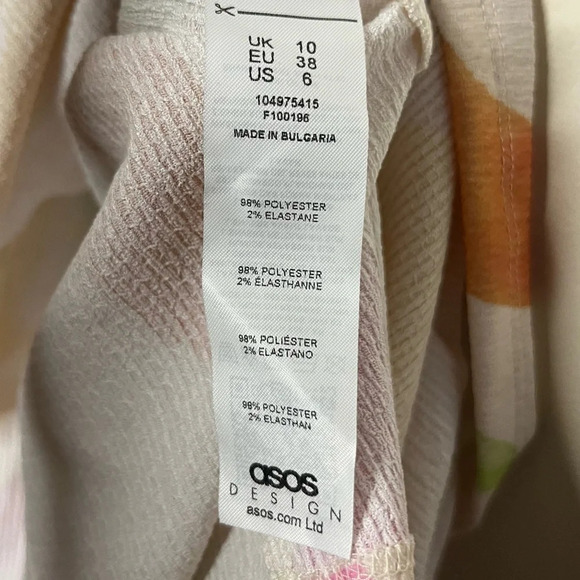 UK 10
EU 38
US 6
104975415
F100196
MADE IN BULGARIA
98% POLYESTER
2% ELASTANE
98% POLYESTER
2% ÉLASTHANNE
98% POLIÉSTER
2% ELASTANO
98% POLYESTER
2% ELASTHAN
asos
DESIGN
asos.com Ltd